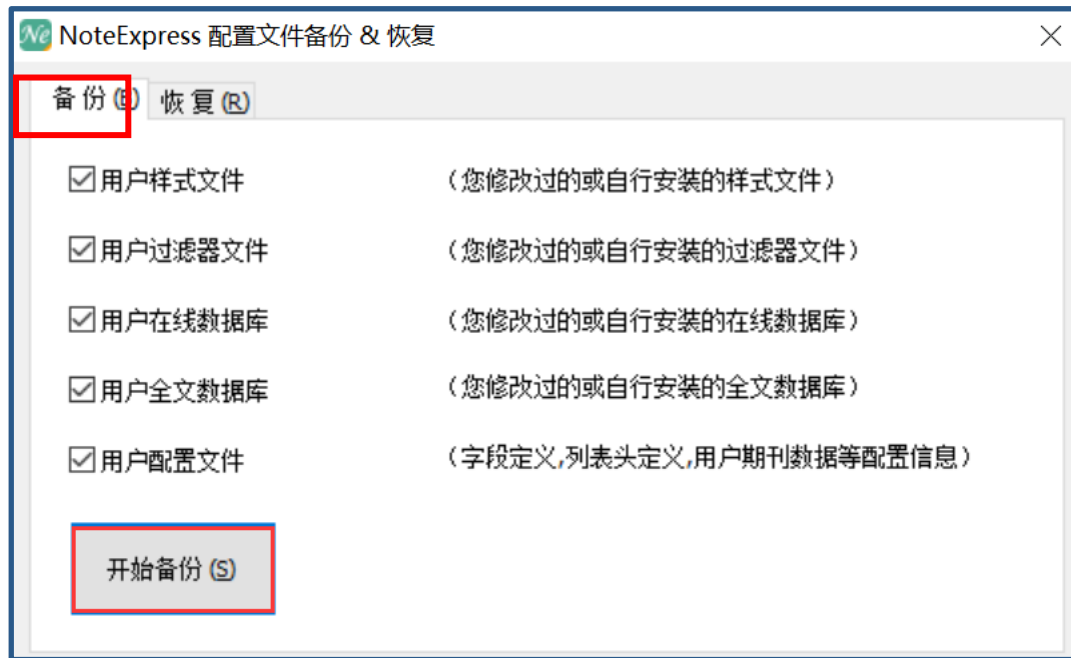 Ne NoteExpress 配置文件备份 & 恢复
备份(B) 恢复(R)
用户样式文件 (您修改过的或自行安装的样式文件)
用户过滤器文件 (您修改过的或自行安装的过滤器文件)
用户在线数据库 (您修改过的或自行安装的在线数据库)
用户全文数据库 (您修改过的或自行安装的全文数据库)
用户配置文件 (字段定义,列表头定义,用户期刊数据等配置信息)
开始备份(S)